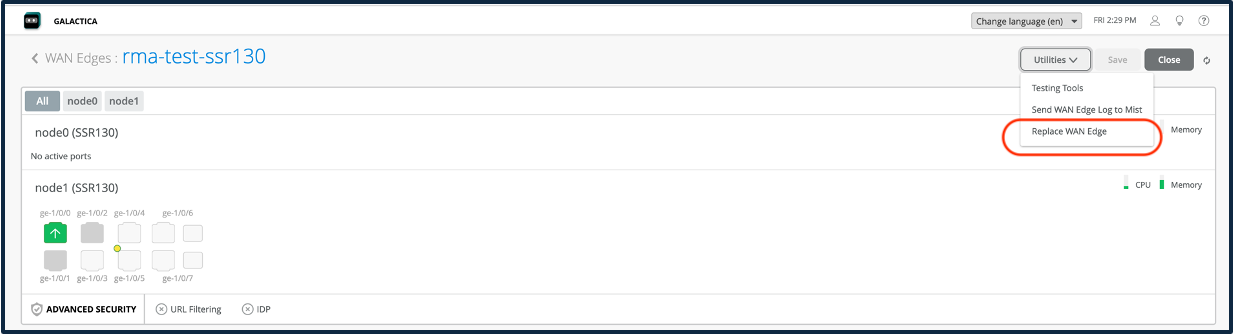 GALACTICA
Change language (en)
FRI 2:29 PM
WAN Edges : rma-test-ssr130
Utilities
Save
Close
Testing Tools
Send WAN Edge Log to Mist
Replace WAN Edge
All
node0
node1
node0 (SSR130)
Memory
No active ports
node1 (SSR130)
CPU
Memory
ge-1/0/0 ge-1/0/2 ge-1/0/4 ge-1/0/6
ge-1/0/1 ge-1/0/3 ge-1/0/5 ge-1/0/7
ADVANCED SECURITY
URL Filtering
IDP